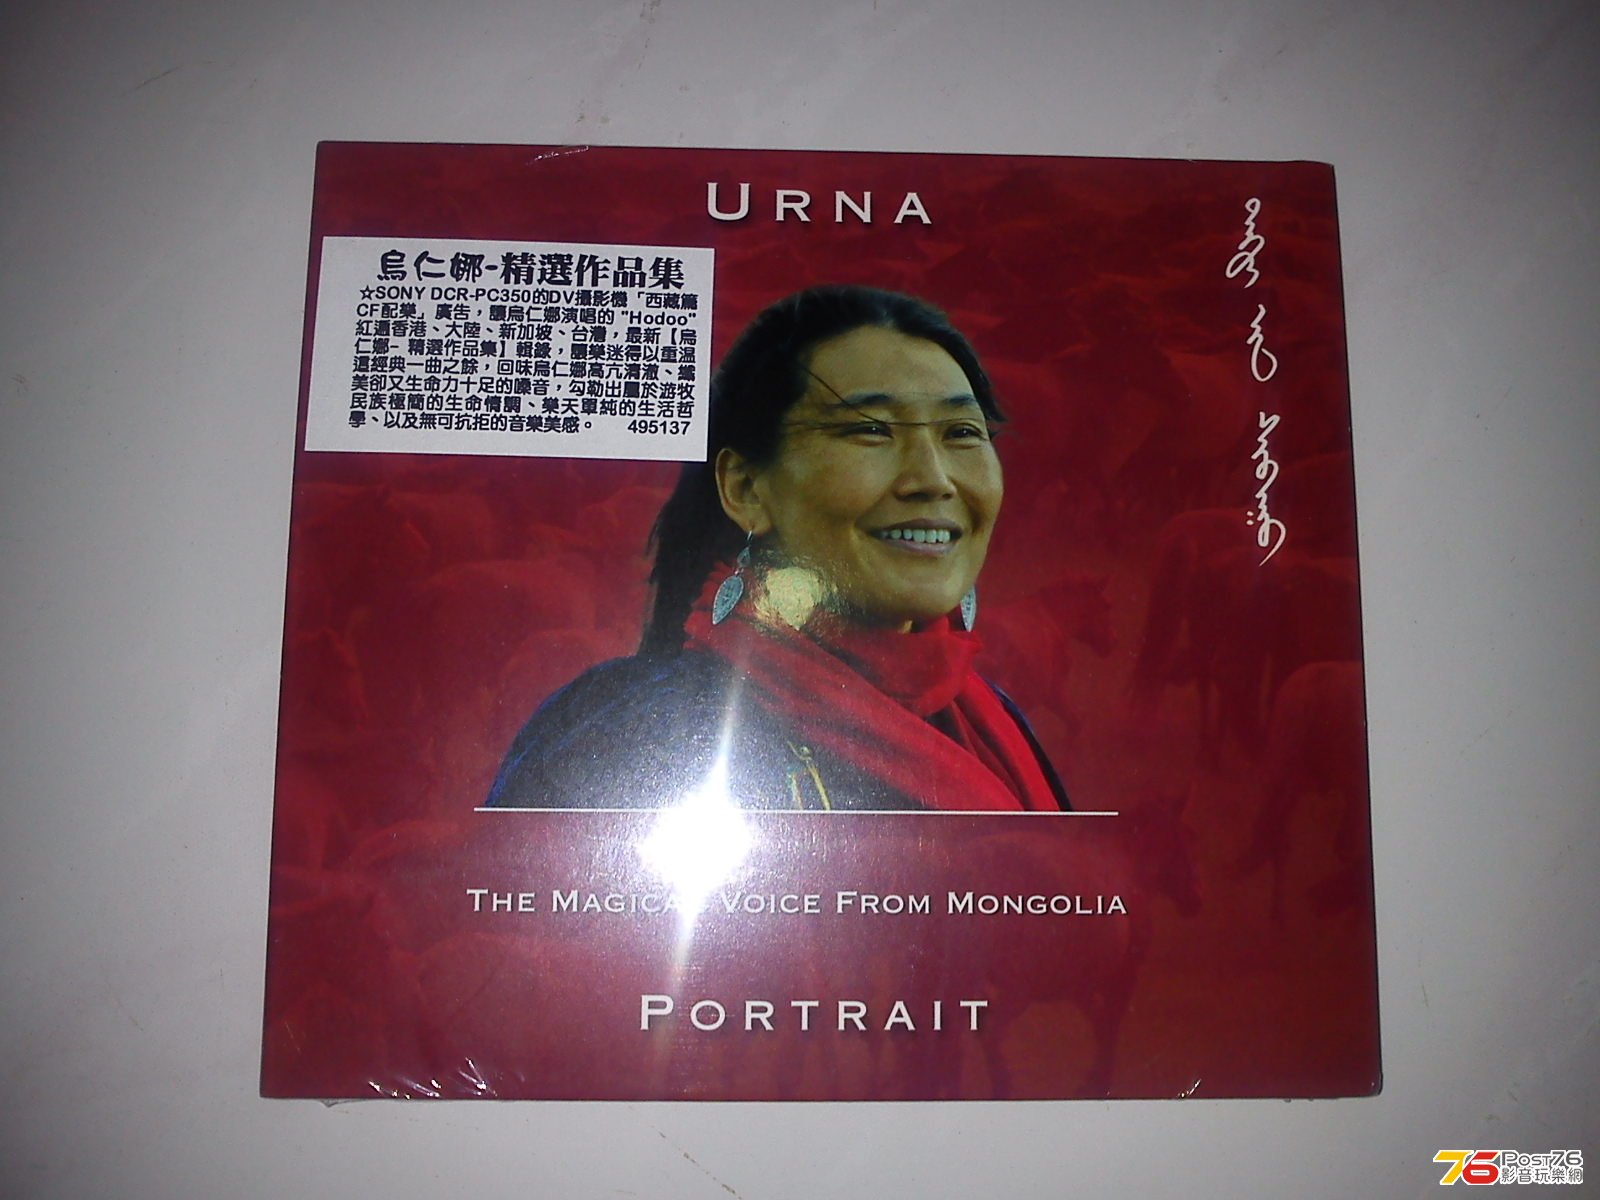 URNA
烏仁娜-精選作品集
☆SONY DCR-PC350的DV攝影機「西藏篇
CF配樂」廣告，讓烏仁娜演唱的 "Hodoo"
紅遍香港、大陸、新加坡、台灣，最新【烏
仁娜- 精選作品集】輯錄，讓樂迷得以重温
這經典一曲之餘，回味烏仁娜高亢清澈、纖
美卻又生命力十足的嗓音，勾勒出屬於游牧
民族極簡的生命情調、樂天單純的生活哲
學、以及無可抗拒的音樂美感。 495137
THE MAGICAL VOICE FROM MONGOLIA
PORTRAIT
76 Post76
影音玩樂網